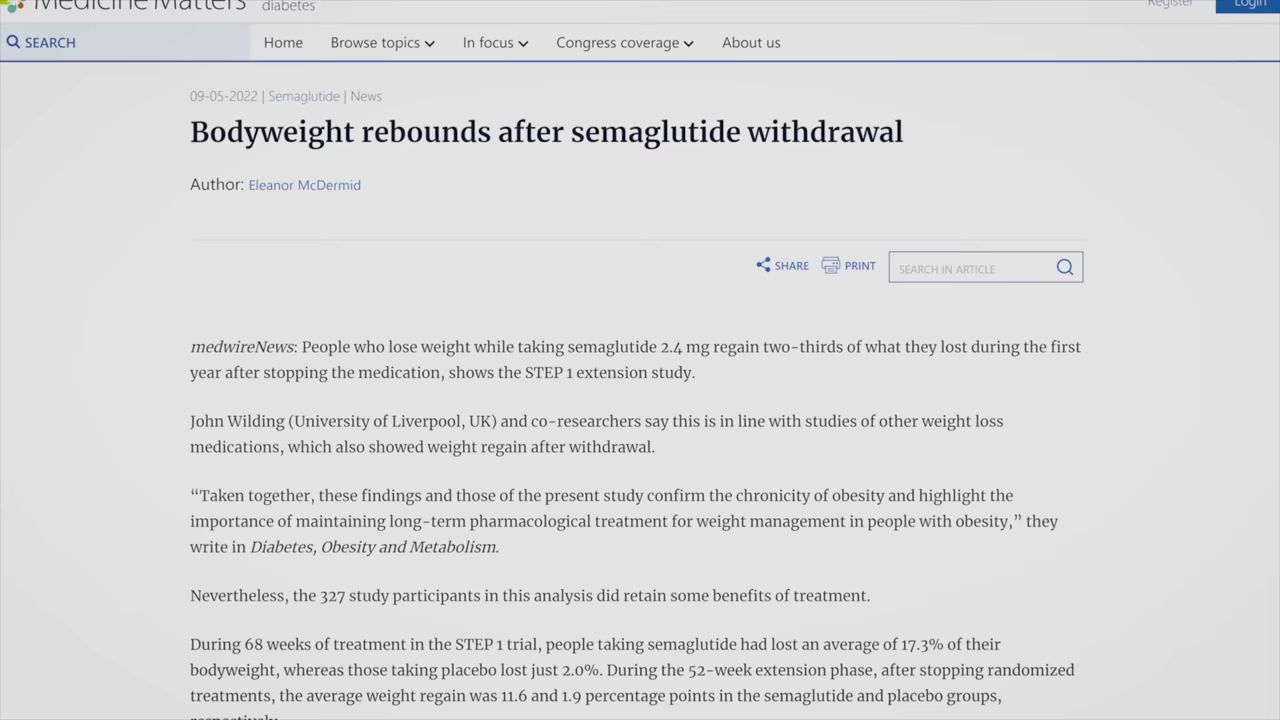 Medicine Matters
diabetes
Register
Login
SEARCH
Home
Browse topics
In focus
Congress coverage
About us
09-05-2022 | Semaglutide | News
Bodyweight rebounds after semaglutide withdrawal
Author: Eleanor McDermid
SHARE
PRINT
SEARCH IN ARTICLE
medwireNews: People who lose weight while taking semaglutide 2.4 mg regain two-thirds of what they lost during the first
year after stopping the medication, shows the STEP 1 extension study.
John Wilding (University of Liverpool, UK) and co-researchers say this is in line with studies of other weight loss
medications, which also showed weight regain after withdrawal.
“Taken together, these findings and those of the present study confirm the chronicity of obesity and highlight the
importance of maintaining long-term pharmacological treatment for weight management in people with obesity,” they
write in Diabetes, Obesity and Metabolism.
Nevertheless, the 327 study participants in this analysis did retain some benefits of treatment.
During 68 weeks of treatment in the STEP 1 trial, people taking semaglutide had lost an average of 17.3% of their
bodyweight, whereas those taking placebo lost just 2.0%. During the 52-week extension phase, after stopping randomized
treatments, the average weight regain was 11.6 and 1.9 percentage points in the semaglutide and placebo groups,
respectively.